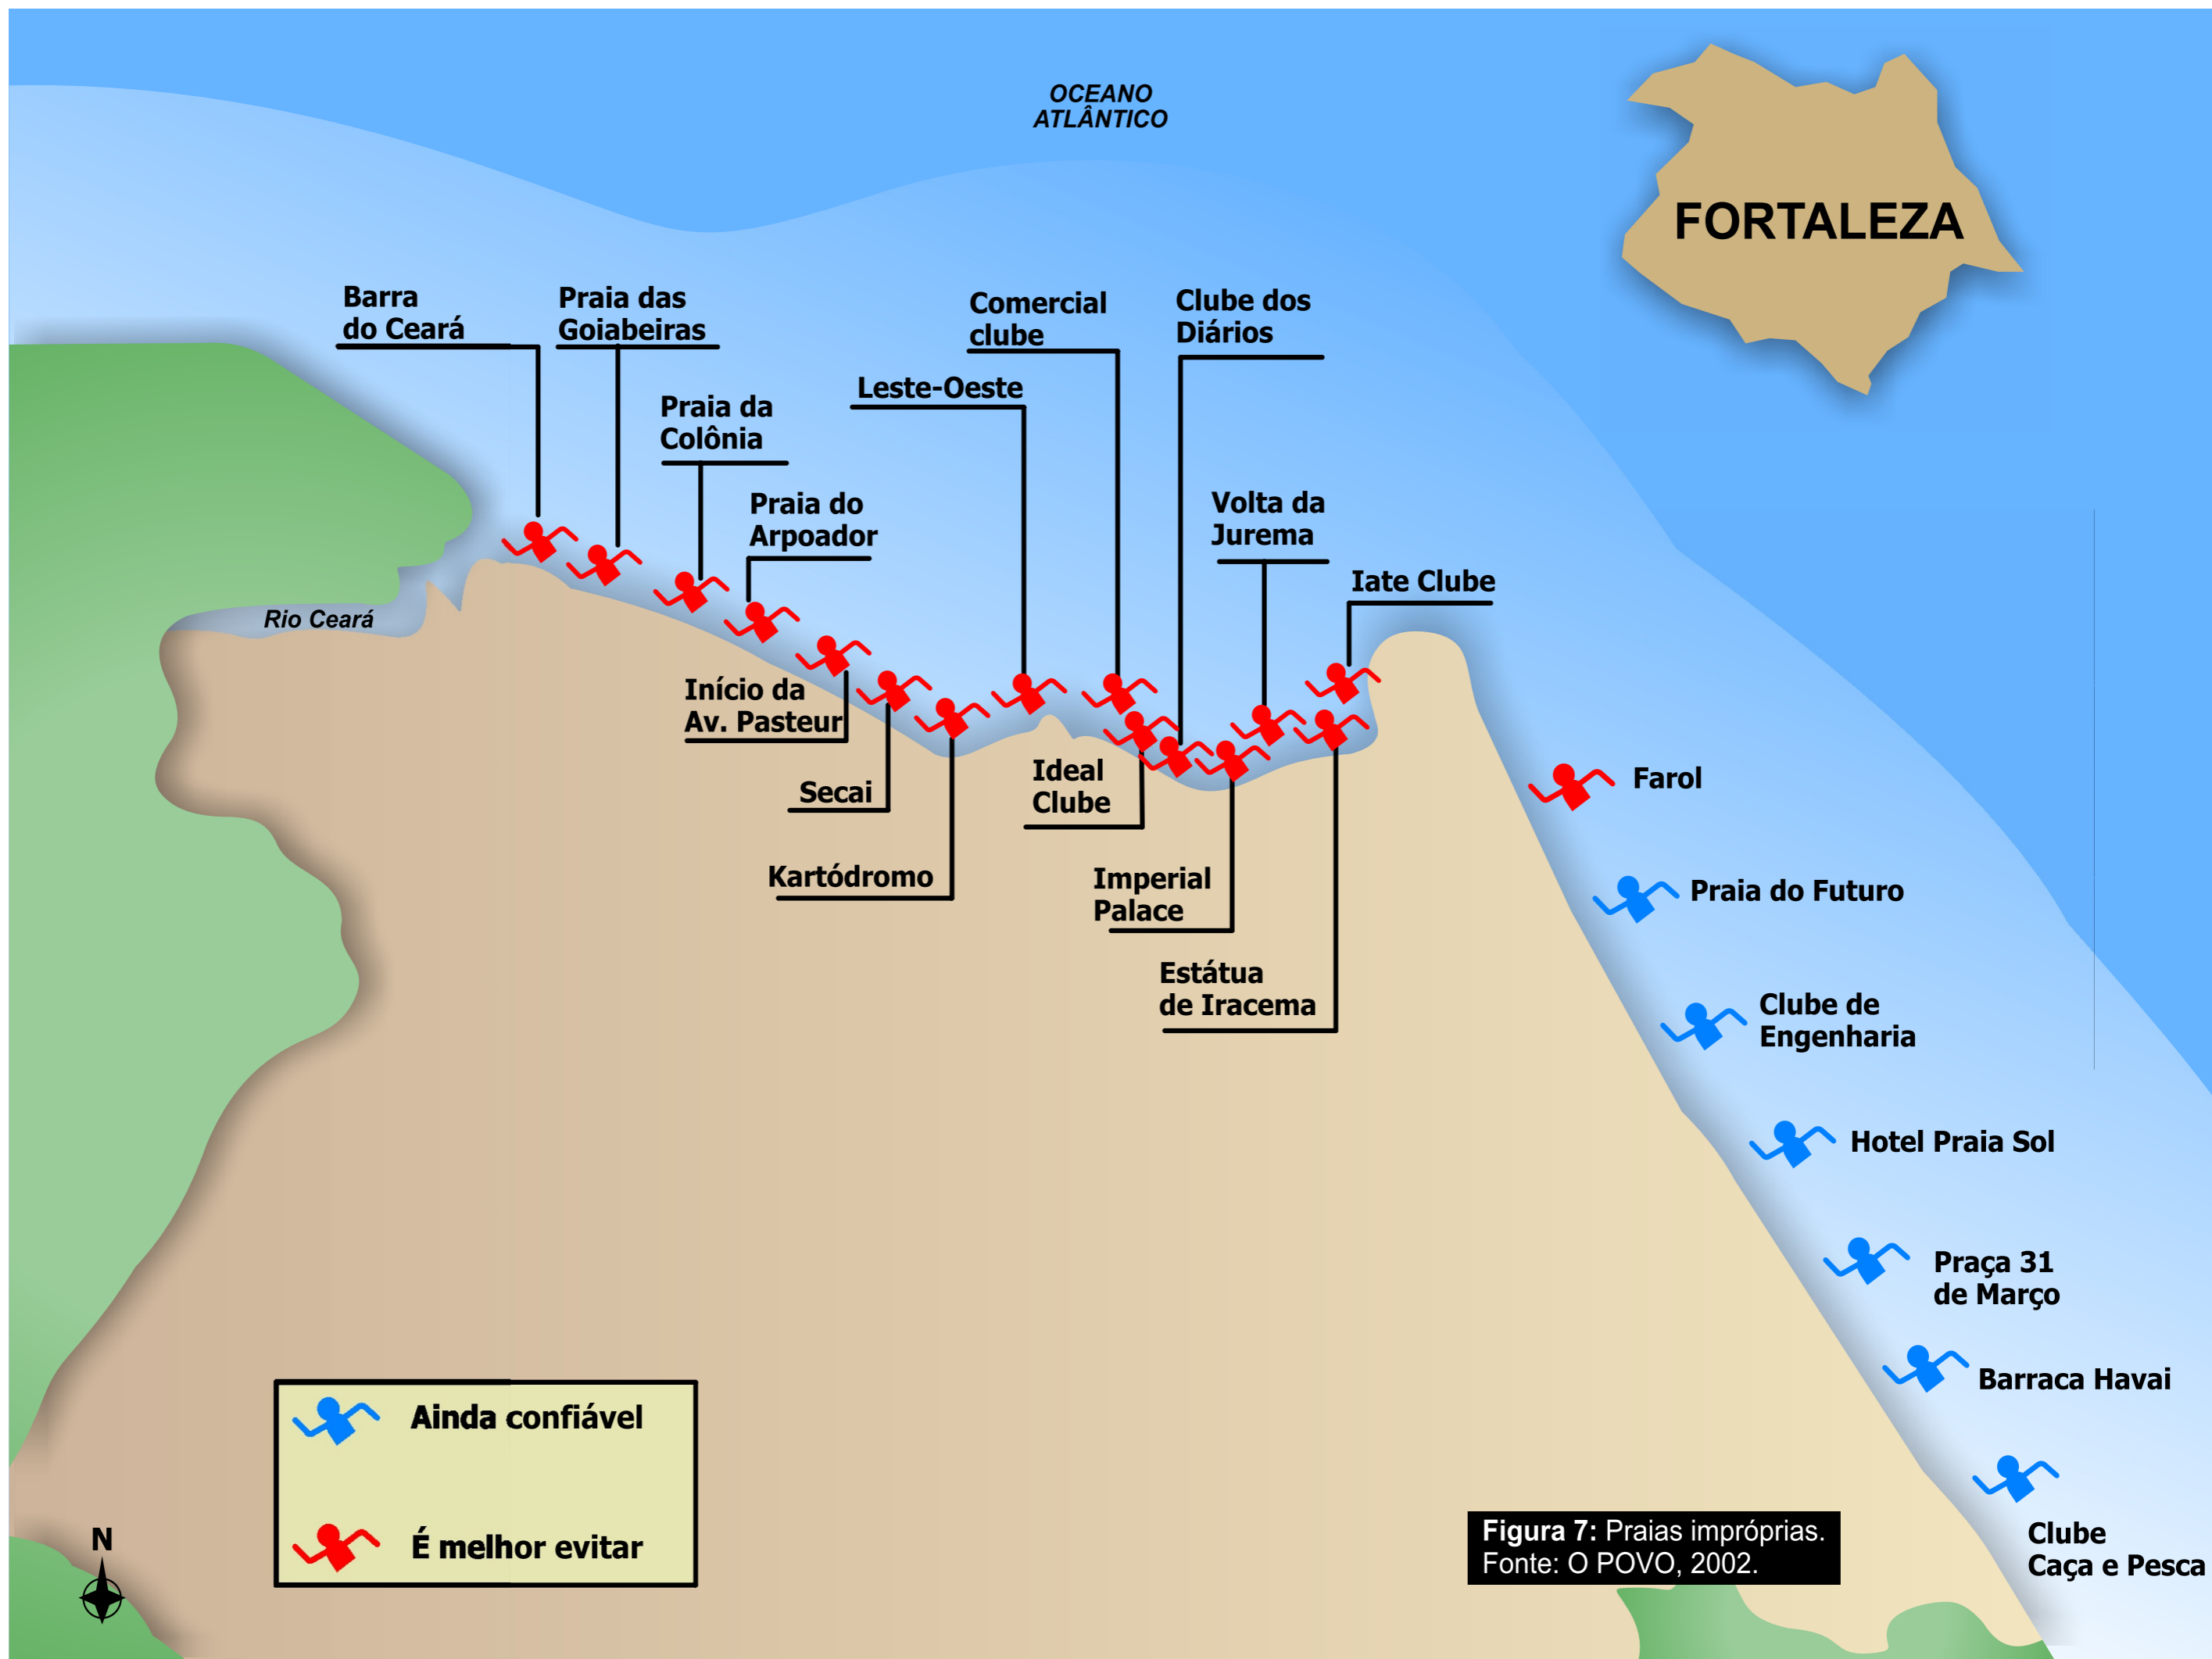 OCEANO
ATLÂNTICO
FORTALEZA
Barra
do Ceará
Praia das
Goiabeiras
Comercial
clube
Clube dos
Diários
Leste-Oeste
Praia da
Colônia
Praia do
Arpoador
Volta da
Jurema
Iate Clube
Rio Ceará
Início da
Av. Pasteur
Secai
Kartódromo
Ideal
Clube
Imperial
Palace
Estátua
de Iracema
Farol
Praia do Futuro
Clube de
Engenharia
Hotel Praia Sol
Praça 31
de Março
Barraca Havai
Clube
Caça e Pesca
Ainda confiável
É melhor evitar
N
Figura 7: Praias impróprias.
Fonte: O POVO, 2002.